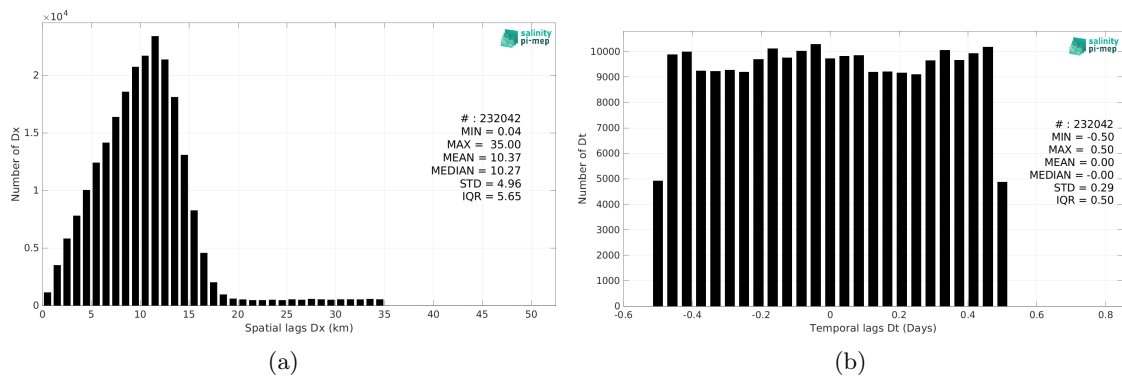 ×10⁴
2
1.5
1
0.5
0
Number of Dx
0 5 10 15 20 25 30 35 40 45 50
Spatial lags Dx (km)
salinity
pi-mep
# : 232042
MIN = 0.04
MAX = 35.00
MEAN = 10.37
MEDIAN = 10.27
STD = 4.96
IQR = 5.65
(a)
10000
9000
8000
7000
6000
5000
4000
3000
2000
1000
0
Number of Dt
-0.6 -0.4 -0.2 0 0.2 0.4 0.6 0.8
Temporal lags Dt (Days)
salinity
pi-mep
# : 232042
MIN = -0.50
MAX = 0.50
MEAN = 0.00
MEDIAN = -0.00
STD = 0.29
IQR = 0.50
(b)